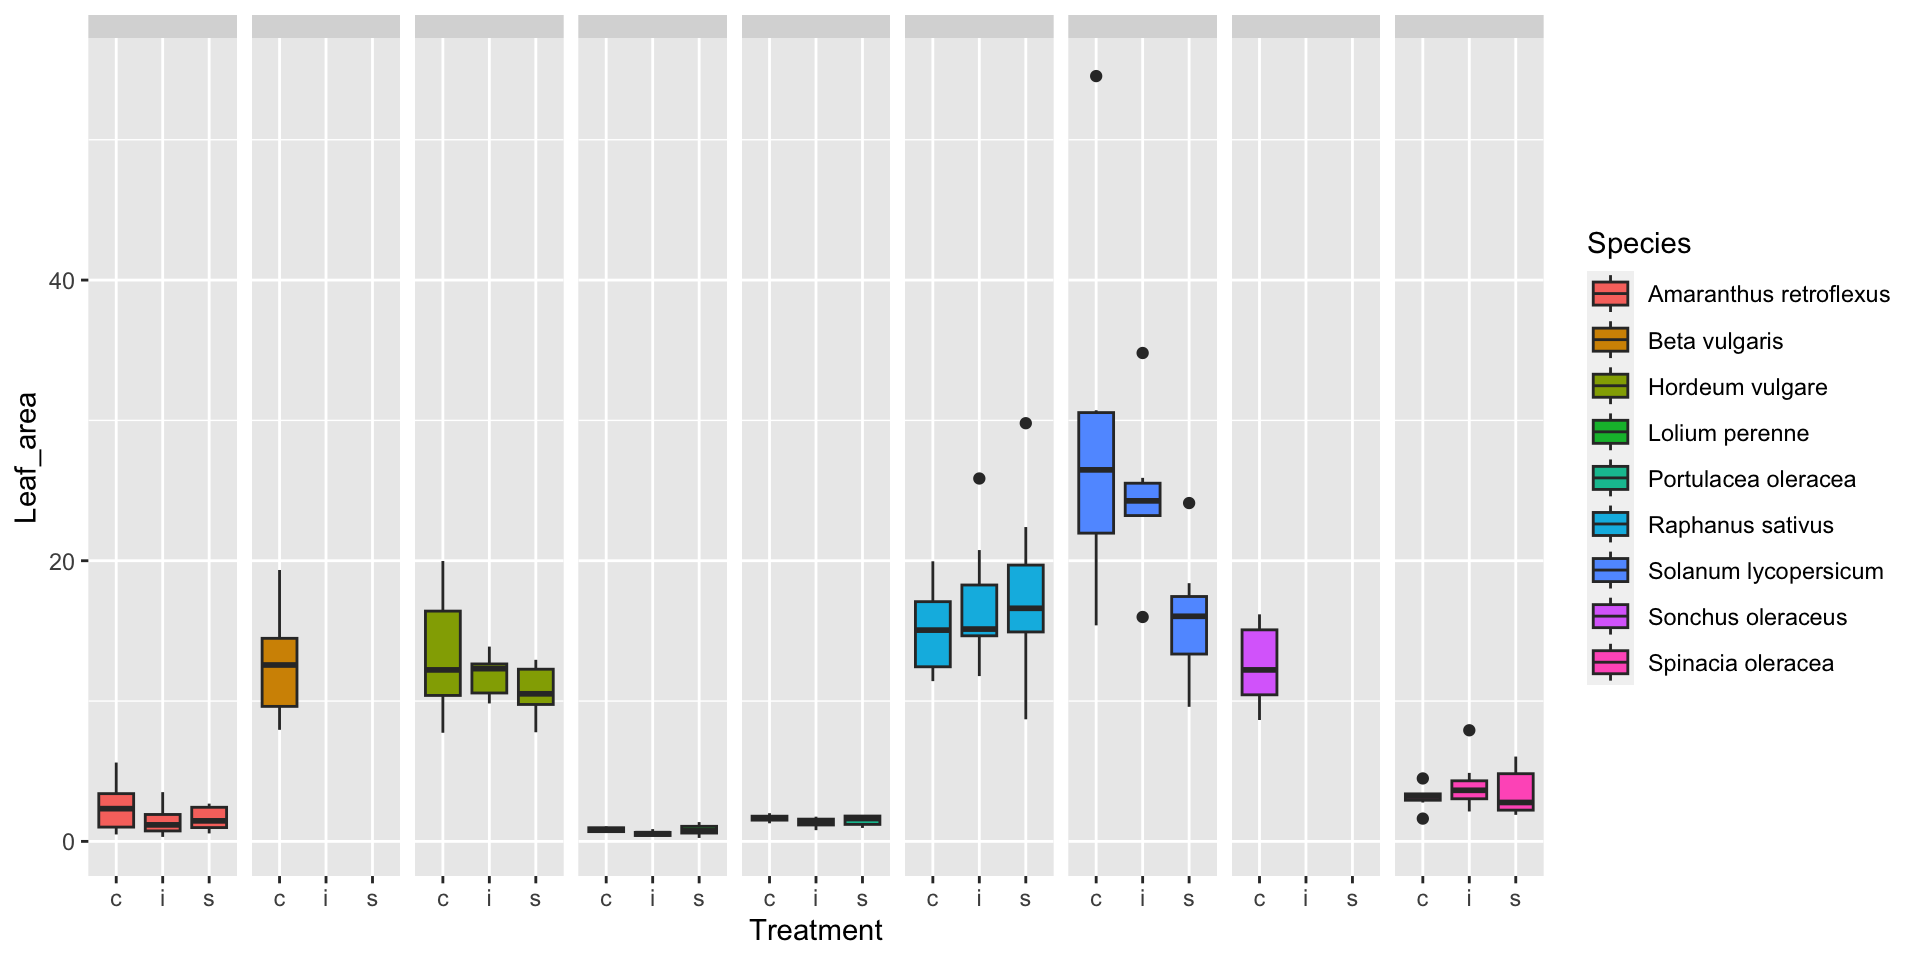 Leaf_area
40
20
0
c i s c i s c i s c i s c i s c i s c i s c i s c i s
Treatment
Species
Amaranthus retroflexus
Beta vulgaris
Hordeum vulgare
Lolium perenne
Portulacea oleracea
Raphanus sativus
Solanum lycopersicum
Sonchus oleraceus
Spinacia oleracea